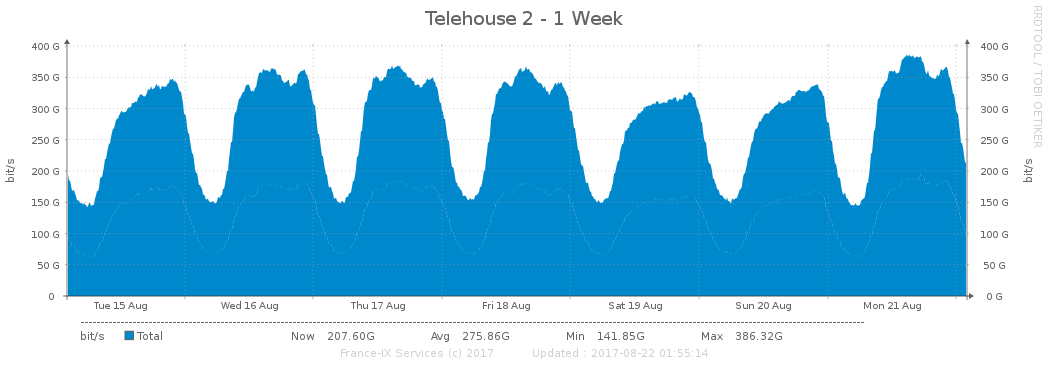 Telehouse 2 - 1 Week
RRDTOOL / TOBI OETIKER
bit/s
bit/s
400 G 400 G
350 G 350 G
300 G 300 G
250 G 250 G
200 G 200 G
150 G 150 G
100 G 100 G
50 G 50 G
0 0 G
Tue 15 Aug Wed 16 Aug Thu 17 Aug Fri 18 Aug Sat 19 Aug Sun 20 Aug Mon 21 Aug
bit/s Total Now 207.60G Avg 275.86G Min 141.85G Max 386.32G
France-IX Services (c) 2017 Updated : 2017-08-22 01:55:14